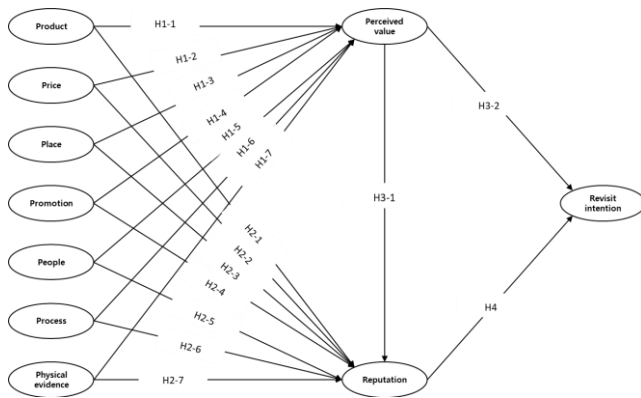 Product
Price
Place
Promotion
People
Process
Physical
evidence
H1-1
H1-2
H1-3
H1-4
H1-5
H1-6
H1-7
H2-1
H2-2
H2-3
H2-4
H2-5
H2-6
H2-7
Perceived
value
H3-1
Reputation
H3-2
H4
Revisit
intention